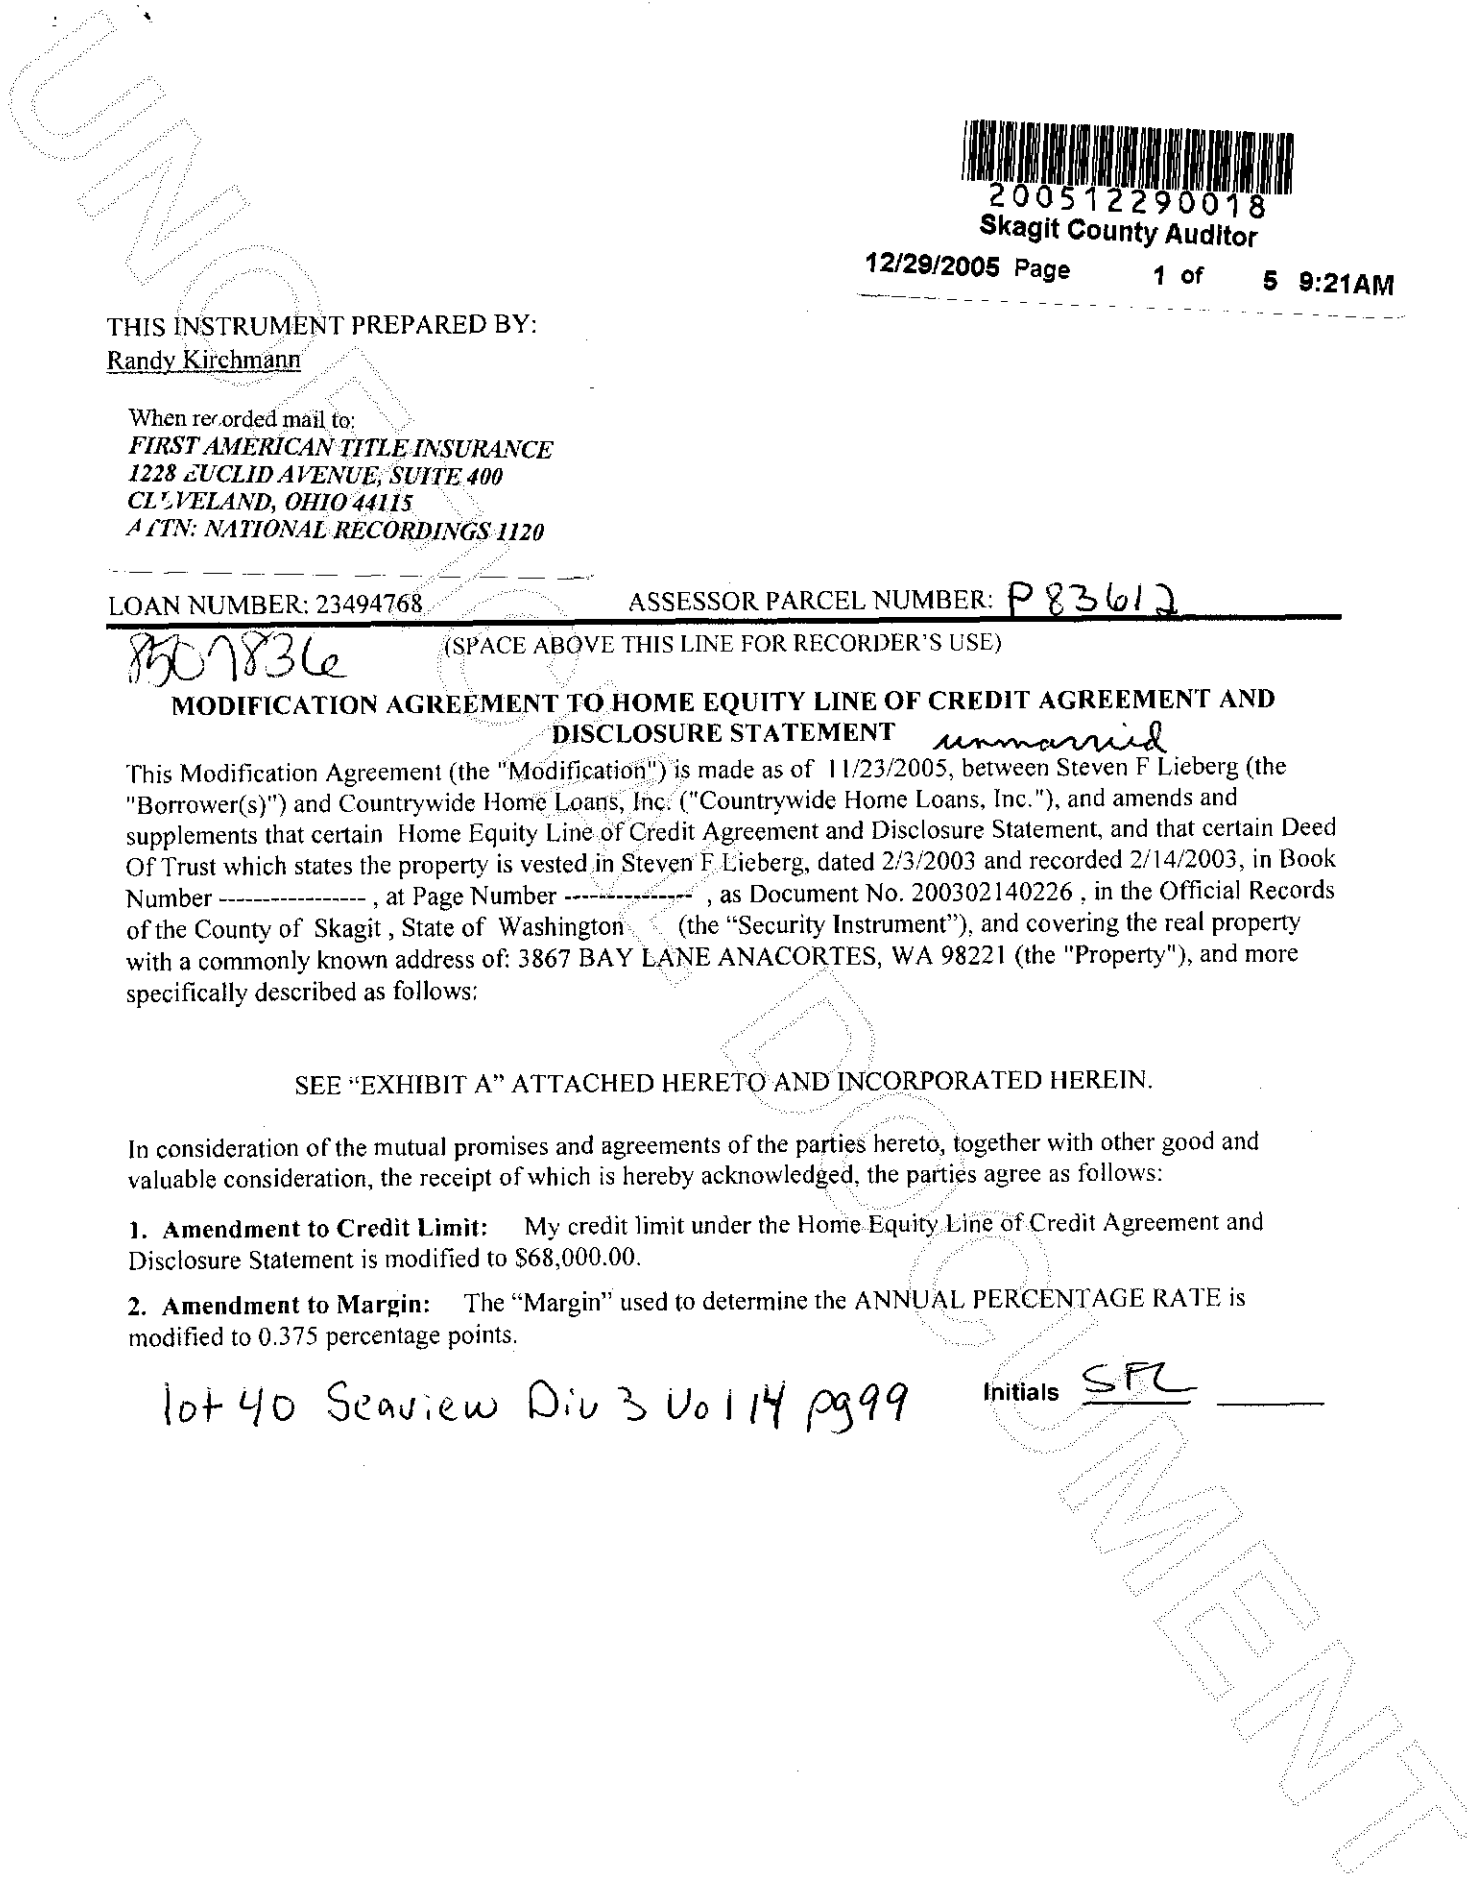 200512290018
Skagit County Auditor
12/29/2005 Page 1 of 5 9:21AM
THIS INSTRUMENT PREPARED BY:
Randy Kirchmann
When recorded mail to:
FIRST AMERICAN TITLE INSURANCE
1228 EUCLID AVENUE, SUITE 400
CLEVELAND, OHIO 44115
ATTN: NATIONAL RECORDINGS 1120
LOAN NUMBER: 23494768 ASSESSOR PARCEL NUMBER: P83612
(SPACE ABOVE THIS LINE FOR RECORDER'S USE)
MODIFICATION AGREEMENT TO HOME EQUITY LINE OF CREDIT AGREEMENT AND
DISCLOSURE STATEMENT unmarried
This Modification Agreement (the "Modification") is made as of 11/23/2005, between Steven F Lieberg (the
"Borrower(s)") and Countrywide Home Loans, Inc. ("Countrywide Home Loans, Inc."), and amends and
supplements that certain Home Equity Line of Credit Agreement and Disclosure Statement, and that certain Deed
Of Trust which states the property is vested in Steven F Lieberg, dated 2/3/2003 and recorded 2/14/2003, in Book
Number ----------------- , at Page Number --------------- , as Document No. 200302140226 , in the Official Records
of the County of Skagit , State of Washington (the “Security Instrument”), and covering the real property
with a commonly known address of: 3867 BAY LANE ANACORTES, WA 98221 (the "Property"), and more
specifically described as follows:
SEE “EXHIBIT A” ATTACHED HERETO AND INCORPORATED HEREIN.
In consideration of the mutual promises and agreements of the parties hereto, together with other good and
valuable consideration, the receipt of which is hereby acknowledged, the parties agree as follows:
1. Amendment to Credit Limit: My credit limit under the Home Equity Line of Credit Agreement and
Disclosure Statement is modified to $68,000.00.
2. Amendment to Margin: The “Margin” used to determine the ANNUAL PERCENTAGE RATE is
modified to 0.375 percentage points.
lot 40 Seaview Div 3 Vol 14 pg99 Initials SFL
UNOFFICIAL DOCUMENT